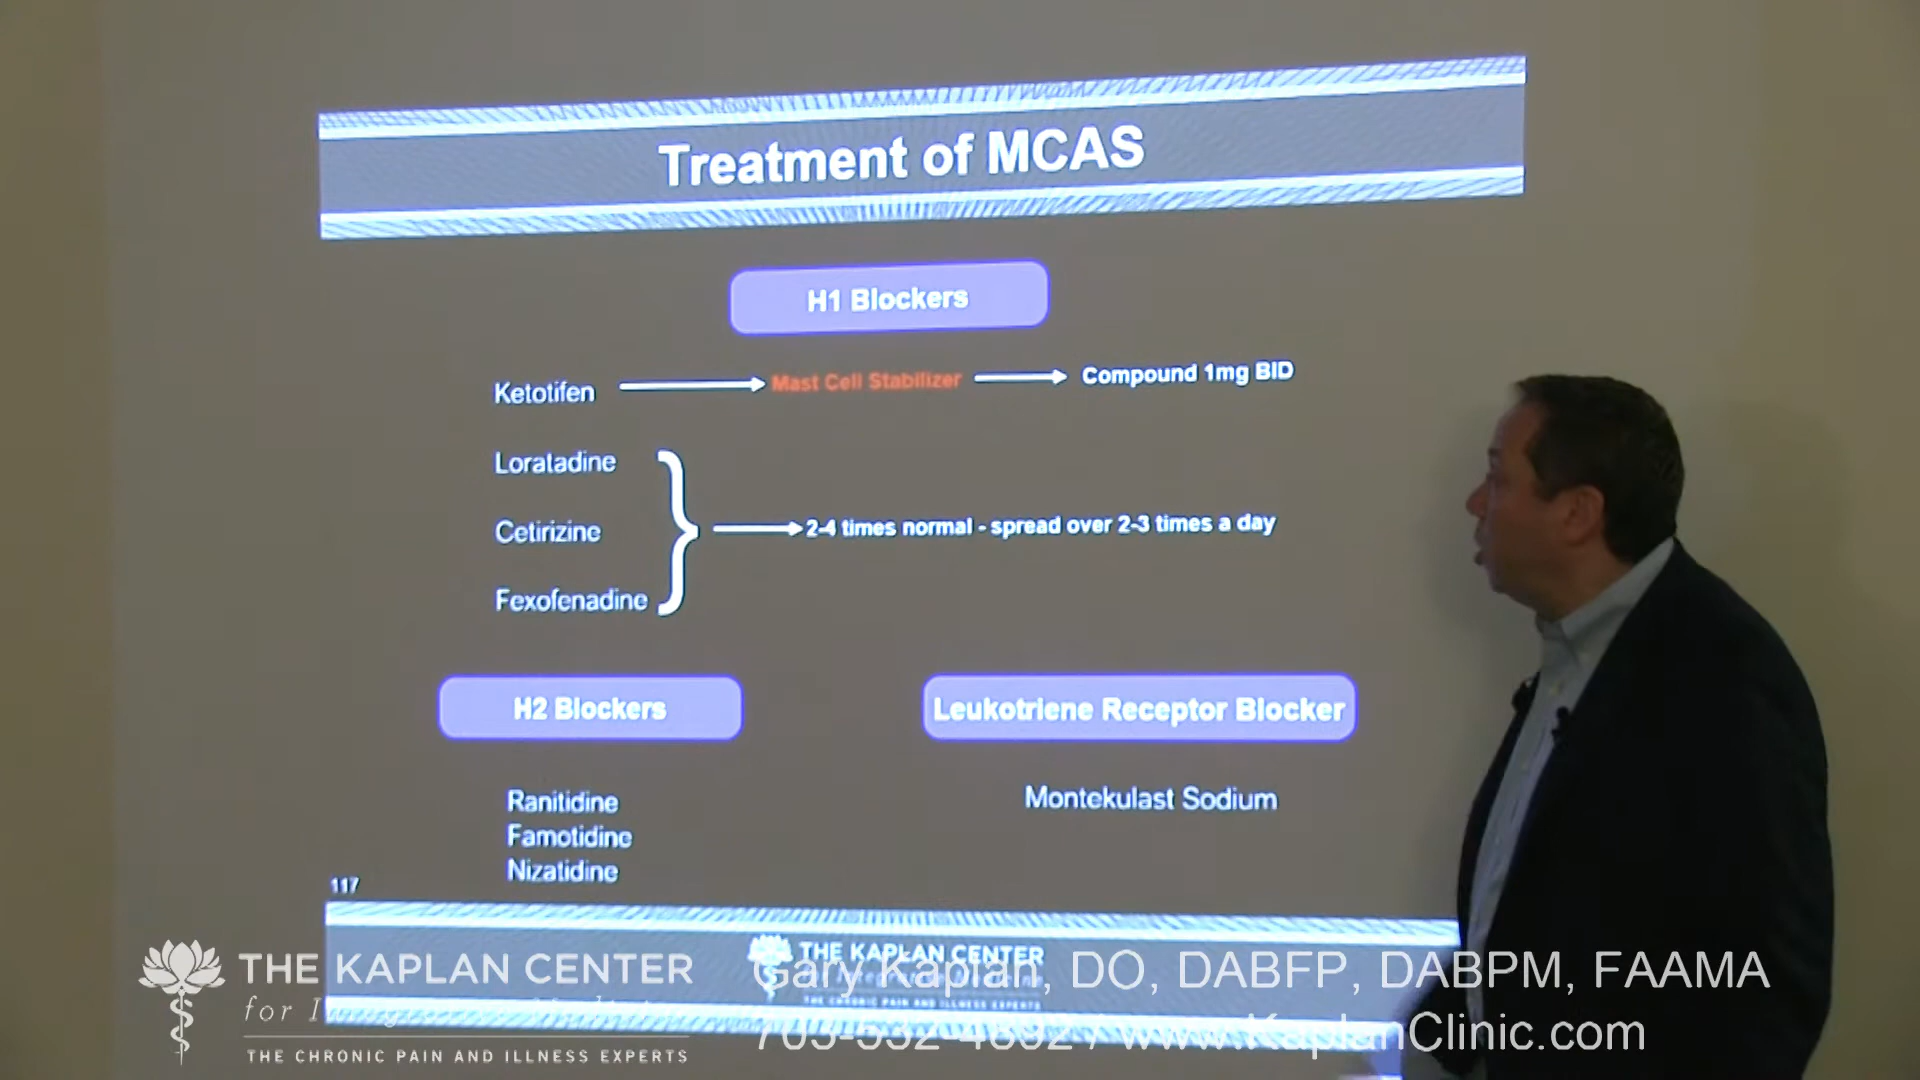 Treatment of MCAS
H1 Blockers
Ketotifen
Mast Cell Stabilizer
Compound 1mg BID
Loratadine
Cetirizine
Fexofenadine
2-4 times normal - spread over 2-3 times a day
H2 Blockers
Leukotriene Receptor Blocker
Ranitidine
Famotidine
Nizatidine
Montekulast Sodium
117
THE KAPLAN CENTER
THE CHRONIC PAIN AND ILLNESS EXPERTS
THE KAPLAN CENTER
for
THE CHRONIC PAIN AND ILLNESS EXPERTS
Gary Kaplan, DO, DABFP, DABPM, FAAMA
www.KaplanClinic.com